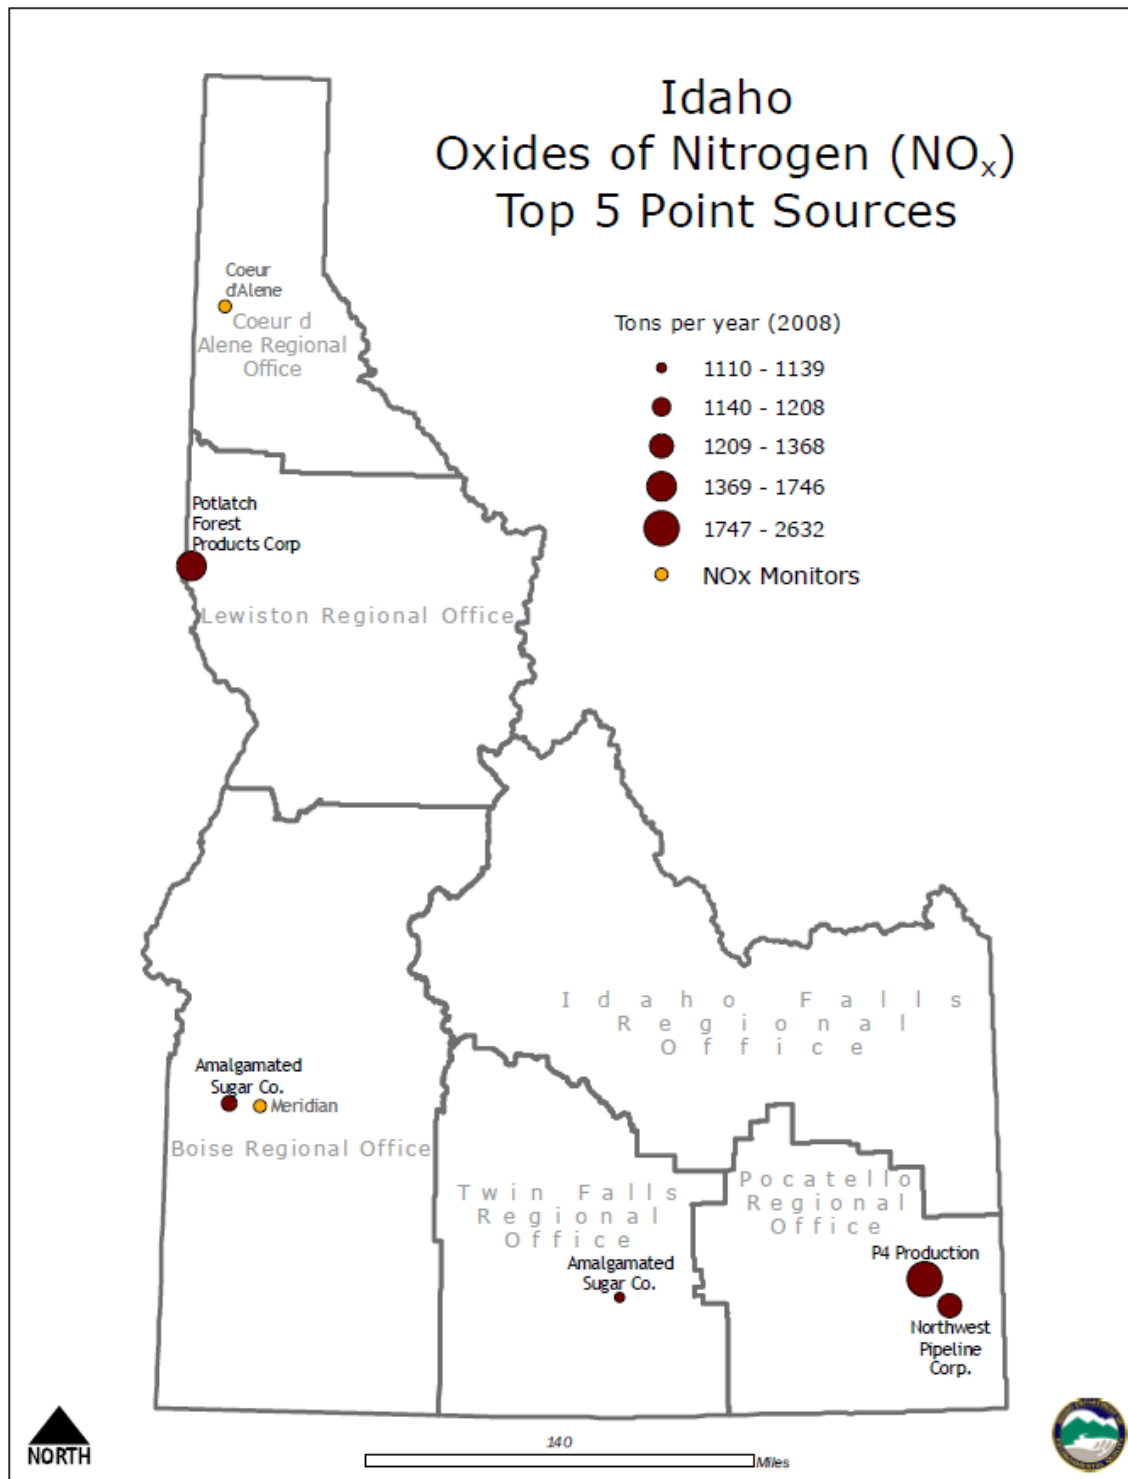 Idaho
Oxides of Nitrogen (NOx)
Top 5 Point Sources
Tons per year (2008)
1110 - 1139
1140 - 1208
1209 - 1368
1369 - 1746
1747 - 2632
NOx Monitors
Coeur
d'Alene
Coeur d
Alene Regional
Office
Potlatch
Forest
Products Corp
Lewiston Regional Office
Idaho Falls
Regional
Office
Amalgamated
Sugar Co.
Meridian
Boise Regional Office
Twin Falls
Regional
Office
Amalgamated
Sugar Co.
Pocatello
Regional
Office
P4 Production
Northwest
Pipeline
Corp.
NORTH
140
Miles